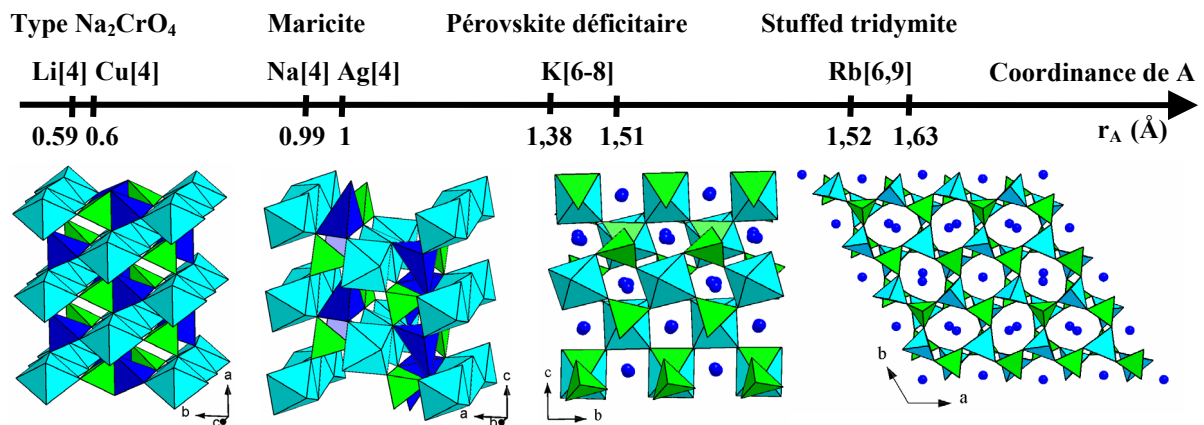 Type Na₂CrO₄ Maricite Pérovskite déficitaire Stuffed tridymite
Li[4] Cu[4] Na[4] Ag[4] K[6-8] Rb[6,9] Coordinance de A
0.59 0.6 0.99 1 1,38 1,51 1,52 1,63 r_A (Å)
a
b
c
c
a
b
c
b
b
a